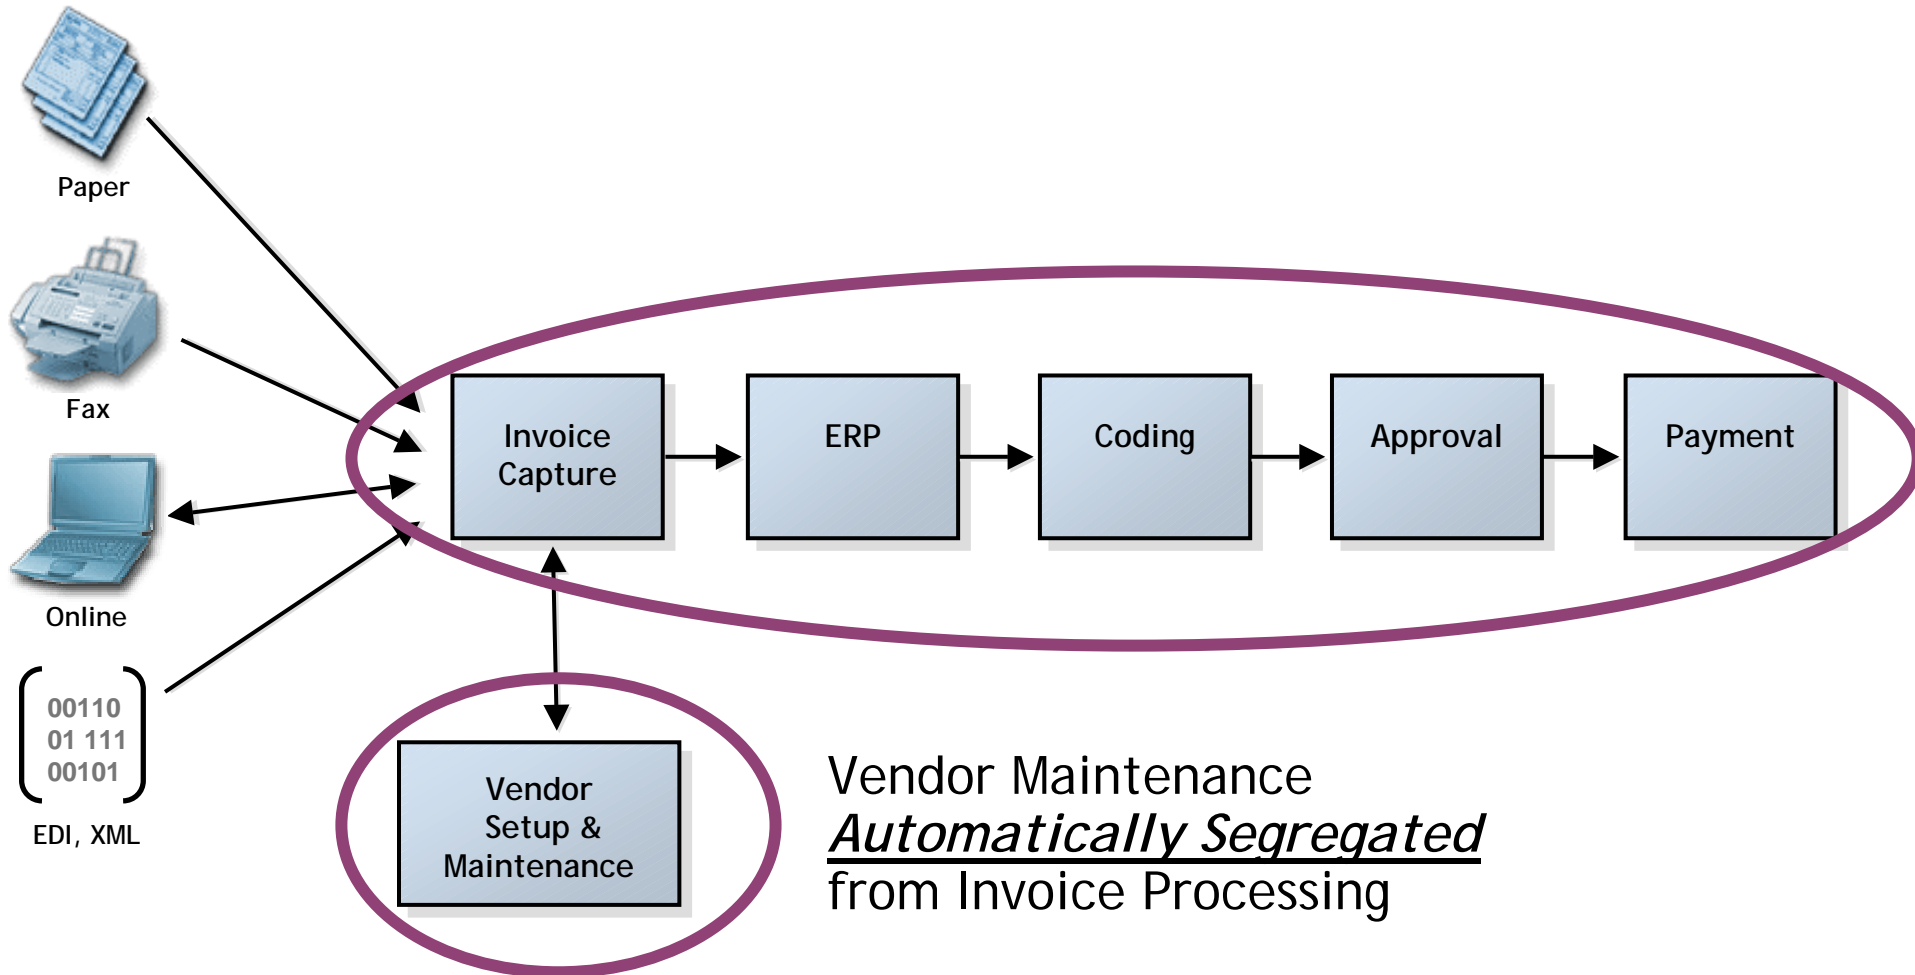 Paper
Fax
Online
00110
01 111
00101
EDI, XML
Invoice
Capture
ERP
Coding
Approval
Payment
Vendor
Setup &
Maintenance
Vendor Maintenance
Automatically Segregated
from Invoice Processing